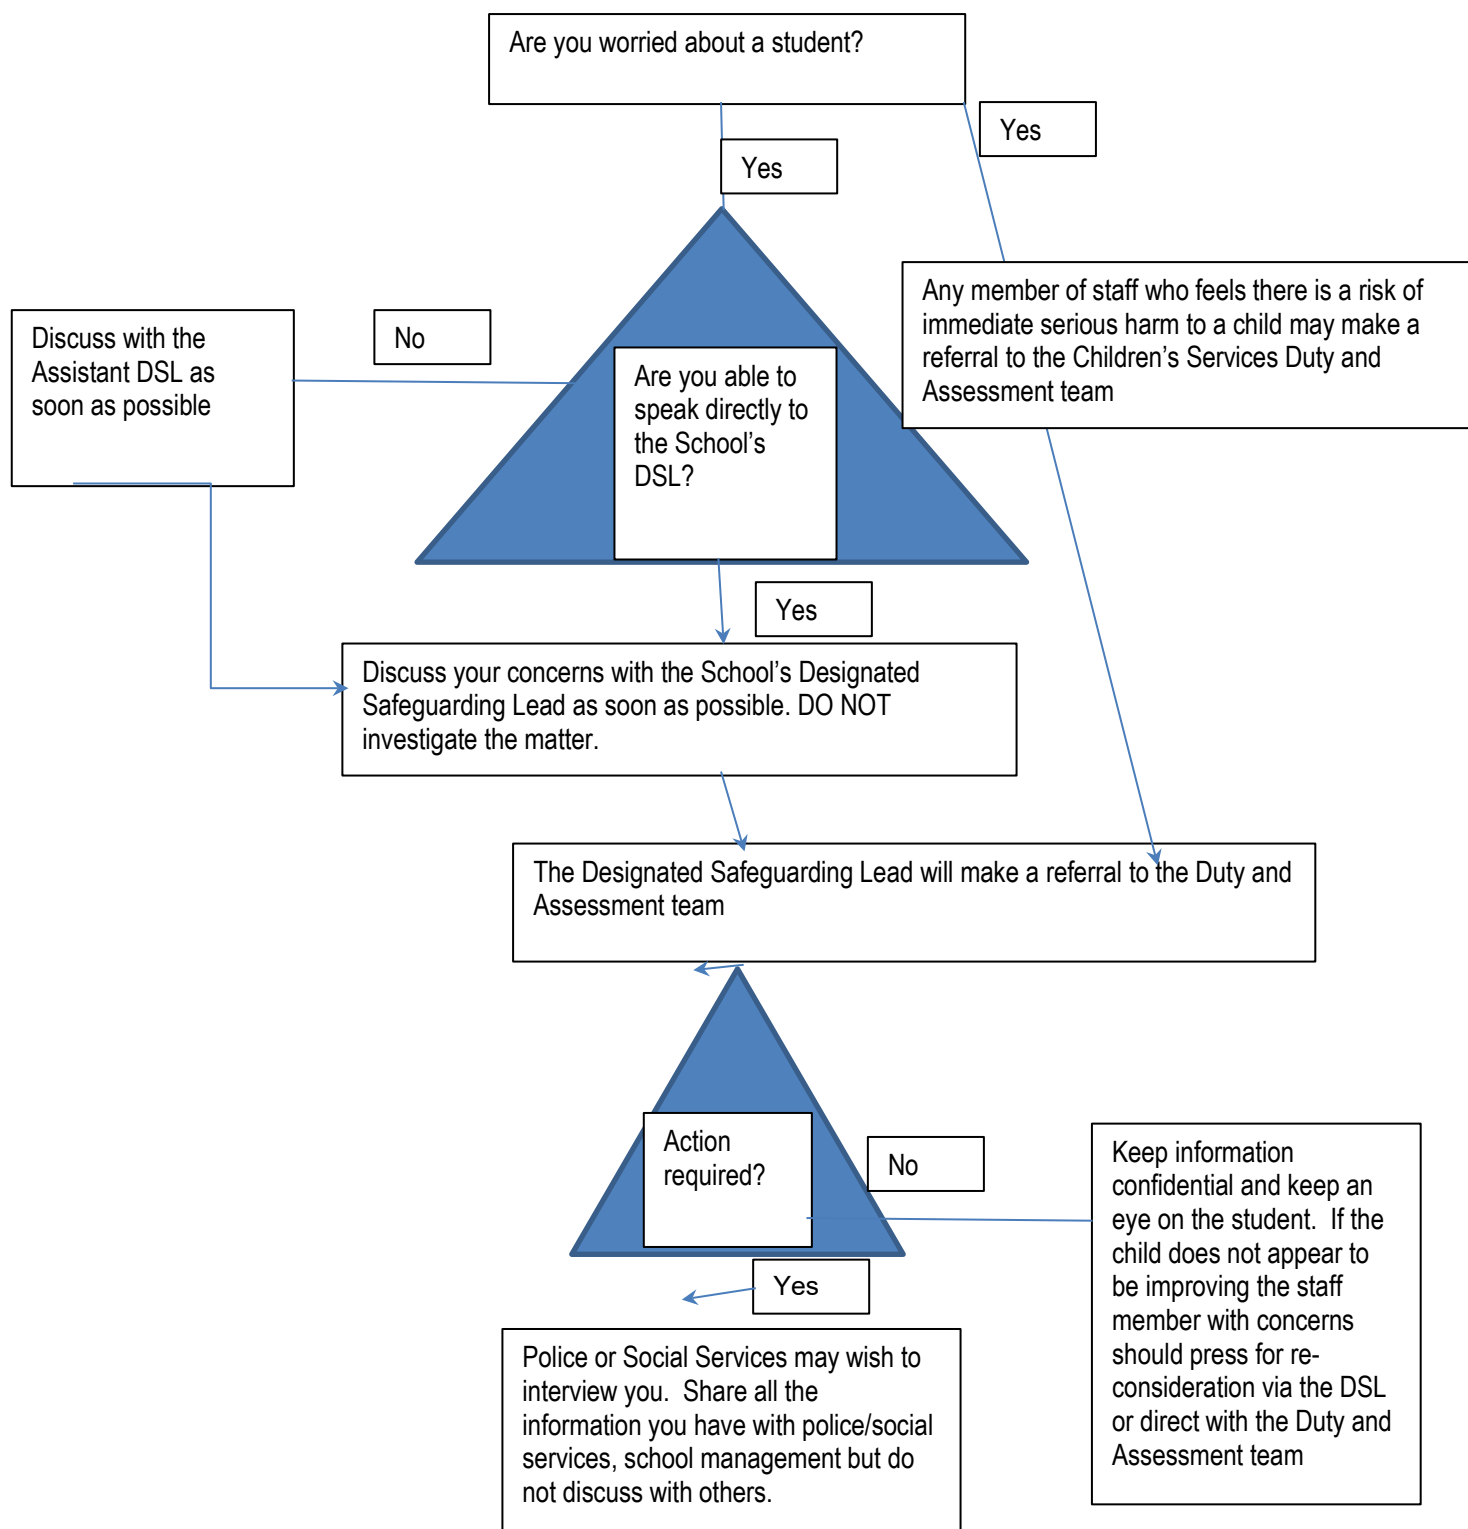 Are you worried about a student?
Yes
Yes
Any member of staff who feels there is a risk of
immediate serious harm to a child may make a
referral to the Children’s Services Duty and
Assessment team
Discuss with the
Assistant DSL as
soon as possible
No
Are you able to
speak directly to
the School’s
DSL?
Yes
Discuss your concerns with the School’s Designated
Safeguarding Lead as soon as possible. DO NOT
investigate the matter.
The Designated Safeguarding Lead will make a referral to the Duty and
Assessment team
Action
required?
No
Keep information
confidential and keep an
eye on the student.  If the
child does not appear to
be improving the staff
member with concerns
should press for re-
consideration via the DSL
or direct with the Duty and
Assessment team
Yes
Police or Social Services may wish to
interview you.  Share all the
information you have with police/social
services, school management but do
not discuss with others.